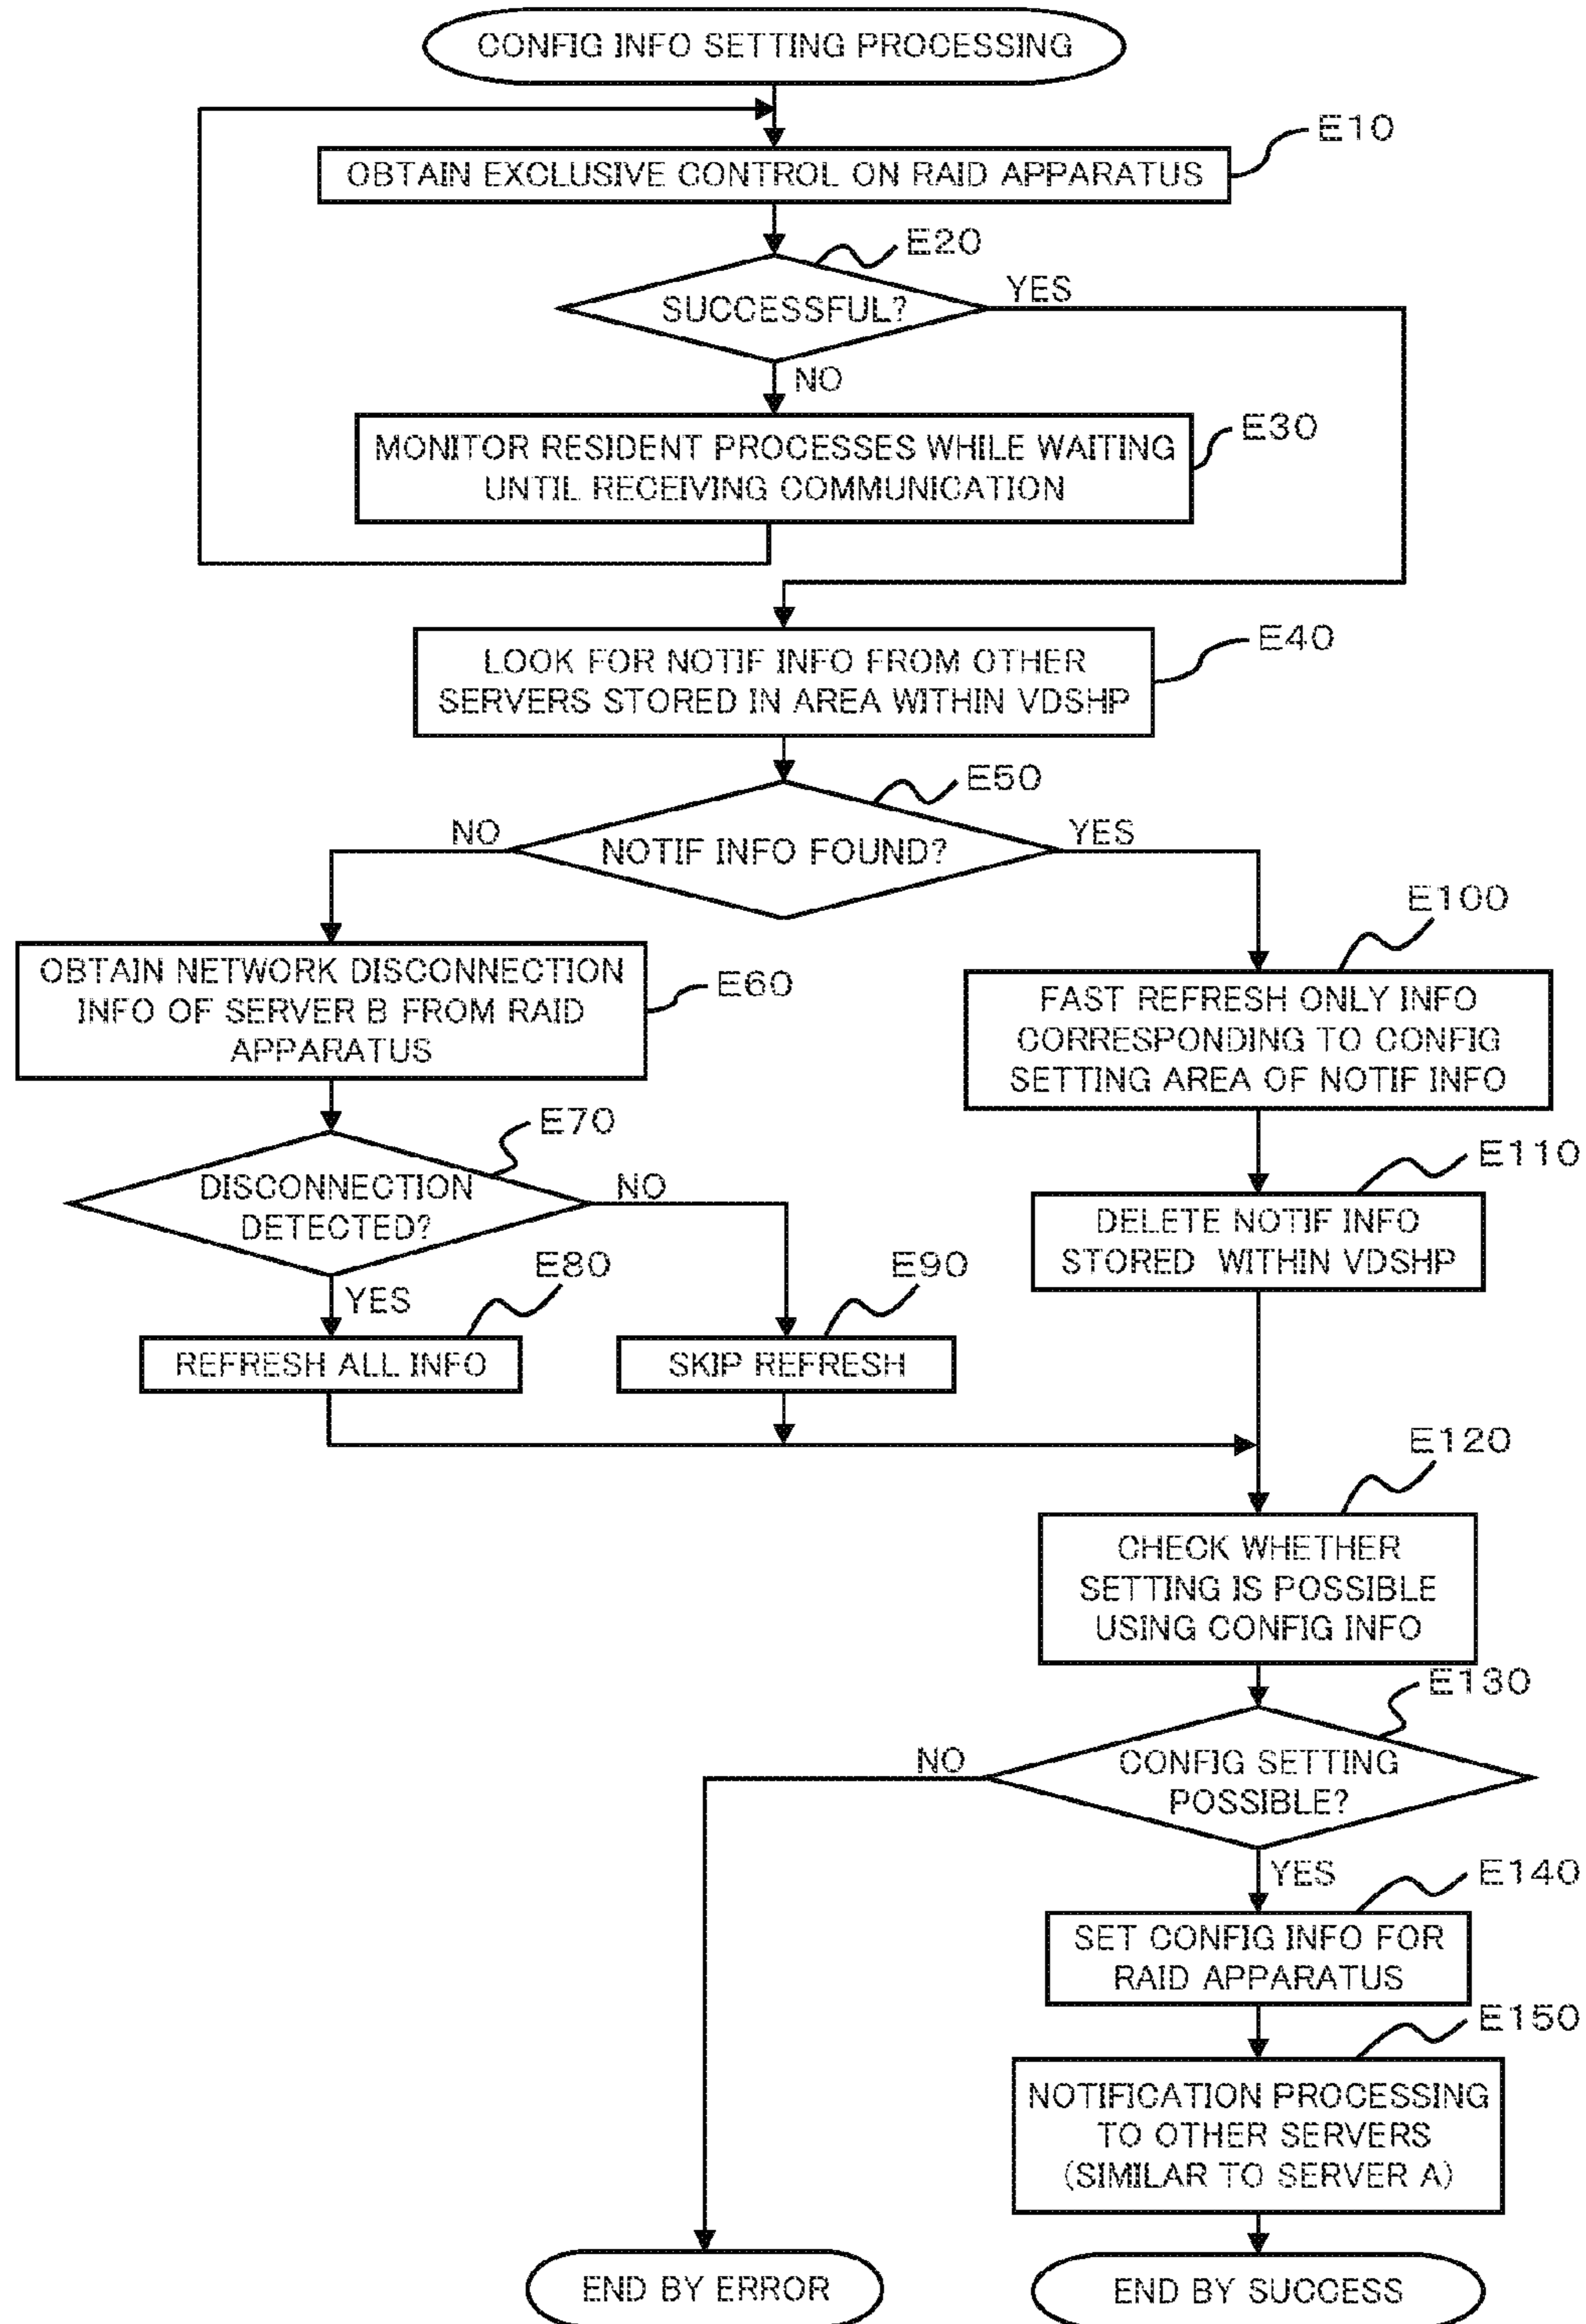 CONFIG INFO SETTING PROCESSING
E10
OBTAIN EXCLUSIVE CONTROL ON RAID APPARATUS
E20
SUCCESSFUL?
YES
NO
E30
MONITOR RESIDENT PROCESSES WHILE WAITING
UNTIL RECEIVING COMMUNICATION
E40
LOOK FOR NOTIF INFO FROM OTHER
SERVERS STORED IN AREA WITHIN VDSHP
E50
NOTIF INFO FOUND?
NO
YES
E60
OBTAIN NETWORK DISCONNECTION
INFO OF SERVER B FROM RAID
APPARATUS
E100
FAST REFRESH ONLY INFO
CORRESPONDING TO CONFIG
SETTING AREA OF NOTIF INFO
E70
DISCONNECTION
DETECTED?
NO
YES
E110
DELETE NOTIF INFO
STORED WITHIN VDSHP
E80
REFRESH ALL INFO
E90
SKIP REFRESH
E120
CHECK WHETHER
SETTING IS POSSIBLE
USING CONFIG INFO
E130
CONFIG SETTING
POSSIBLE?
NO
YES
E140
SET CONFIG INFO FOR
RAID APPARATUS
E150
NOTIFICATION PROCESSING
TO OTHER SERVERS
(SIMILAR TO SERVER A)
END BY ERROR
END BY SUCCESS